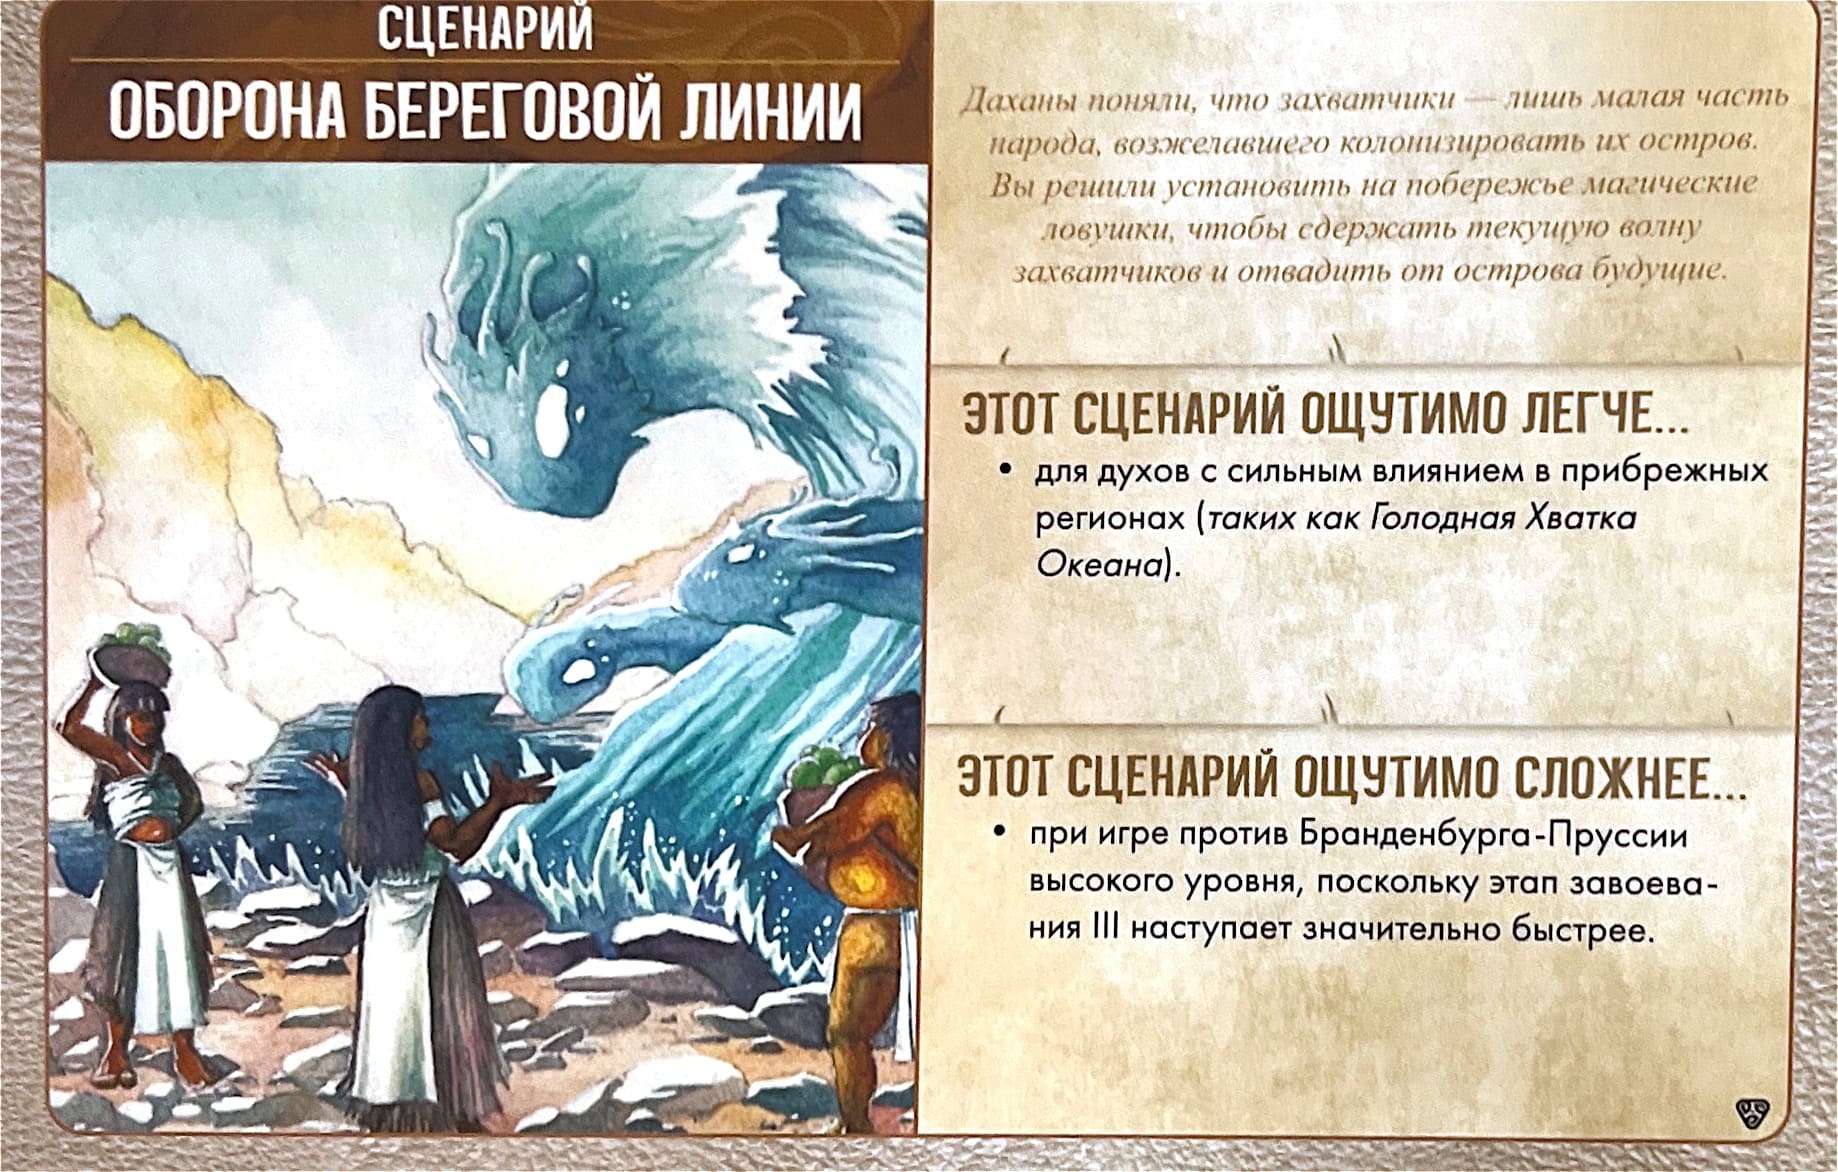 СЦЕНАРИЙ
ОБОРОНА БЕРЕГОВОЙ ЛИНИИ
Даханы поняли, что захватчики — лишь малая часть
народа, возжелавшего колонизировать их остров.
Вы решили установить на побережье магические
ловушки, чтобы сдержать текущую волну
захватчиков и отвадить от острова будущие.
ЭТОТ СЦЕНАРИЙ ОЩУТИМО ЛЕГЧЕ...
• для духов с сильным влиянием в прибрежных
регионах (таких как Голодная Хватка
Океана).
ЭТОТ СЦЕНАРИЙ ОЩУТИМО СЛОЖНЕЕ...
• при игре против Бранденбурга-Пруссии
высокого уровня, поскольку этап завоева-
ния III наступает значительно быстрее.